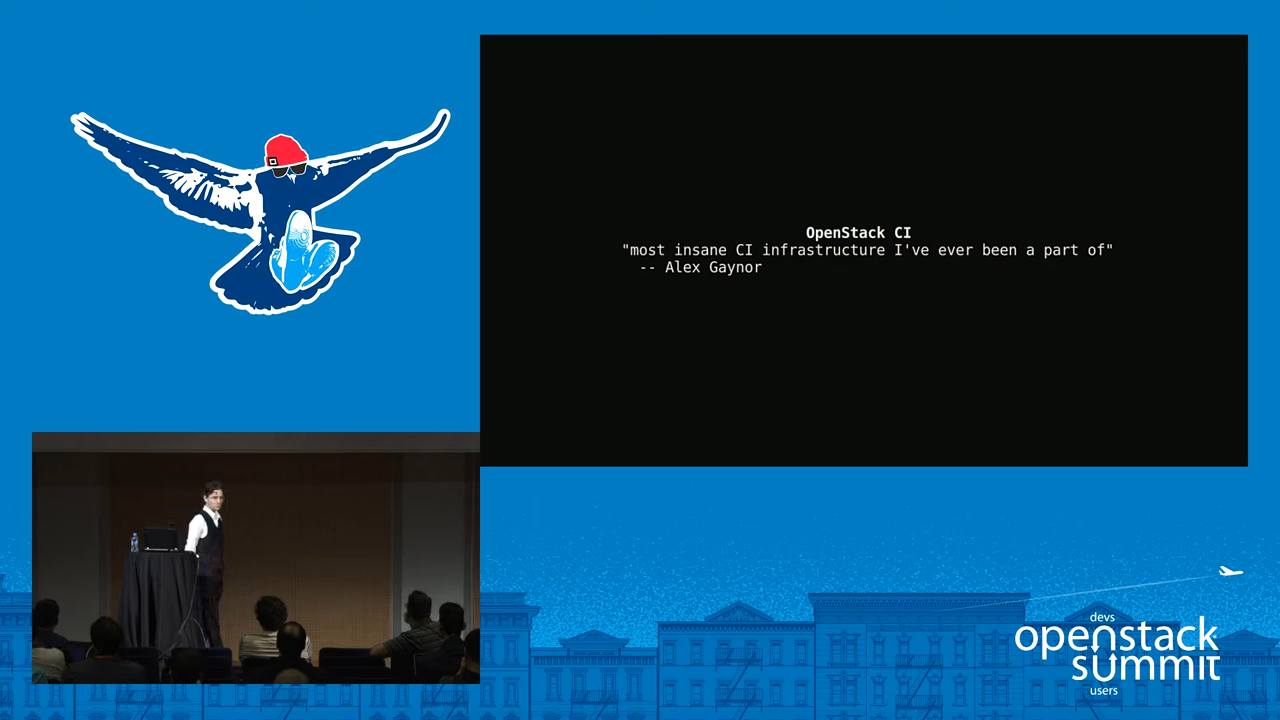 OpenStack CI
"most insane CI infrastructure I've ever been a part of"
-- Alex Gaynor
devs
openstack
summit
users